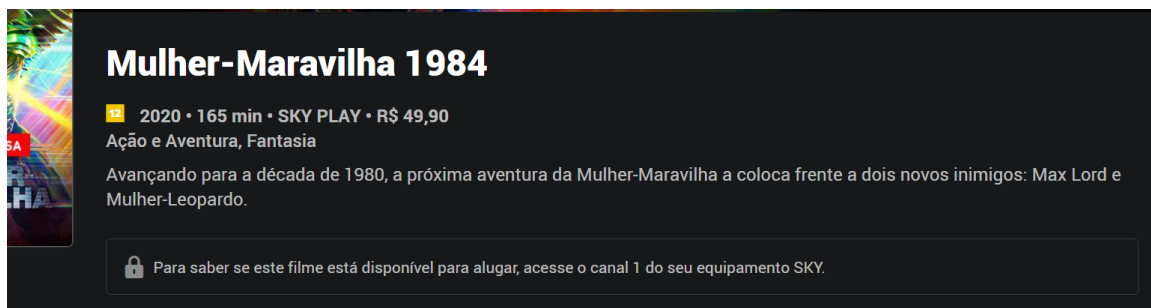 Mulher-Maravilha 1984
12 2020 • 165 min • SKY PLAY • R$ 49,90
SA
Ação e Aventura, Fantasia
Avançando para a década de 1980, a próxima aventura da Mulher-Maravilha a coloca frente a dois novos inimigos: Max Lord e
Mulher-Leopardo.
LHA
Para saber se este filme está disponível para alugar, acesse o canal 1 do seu equipamento SKY.